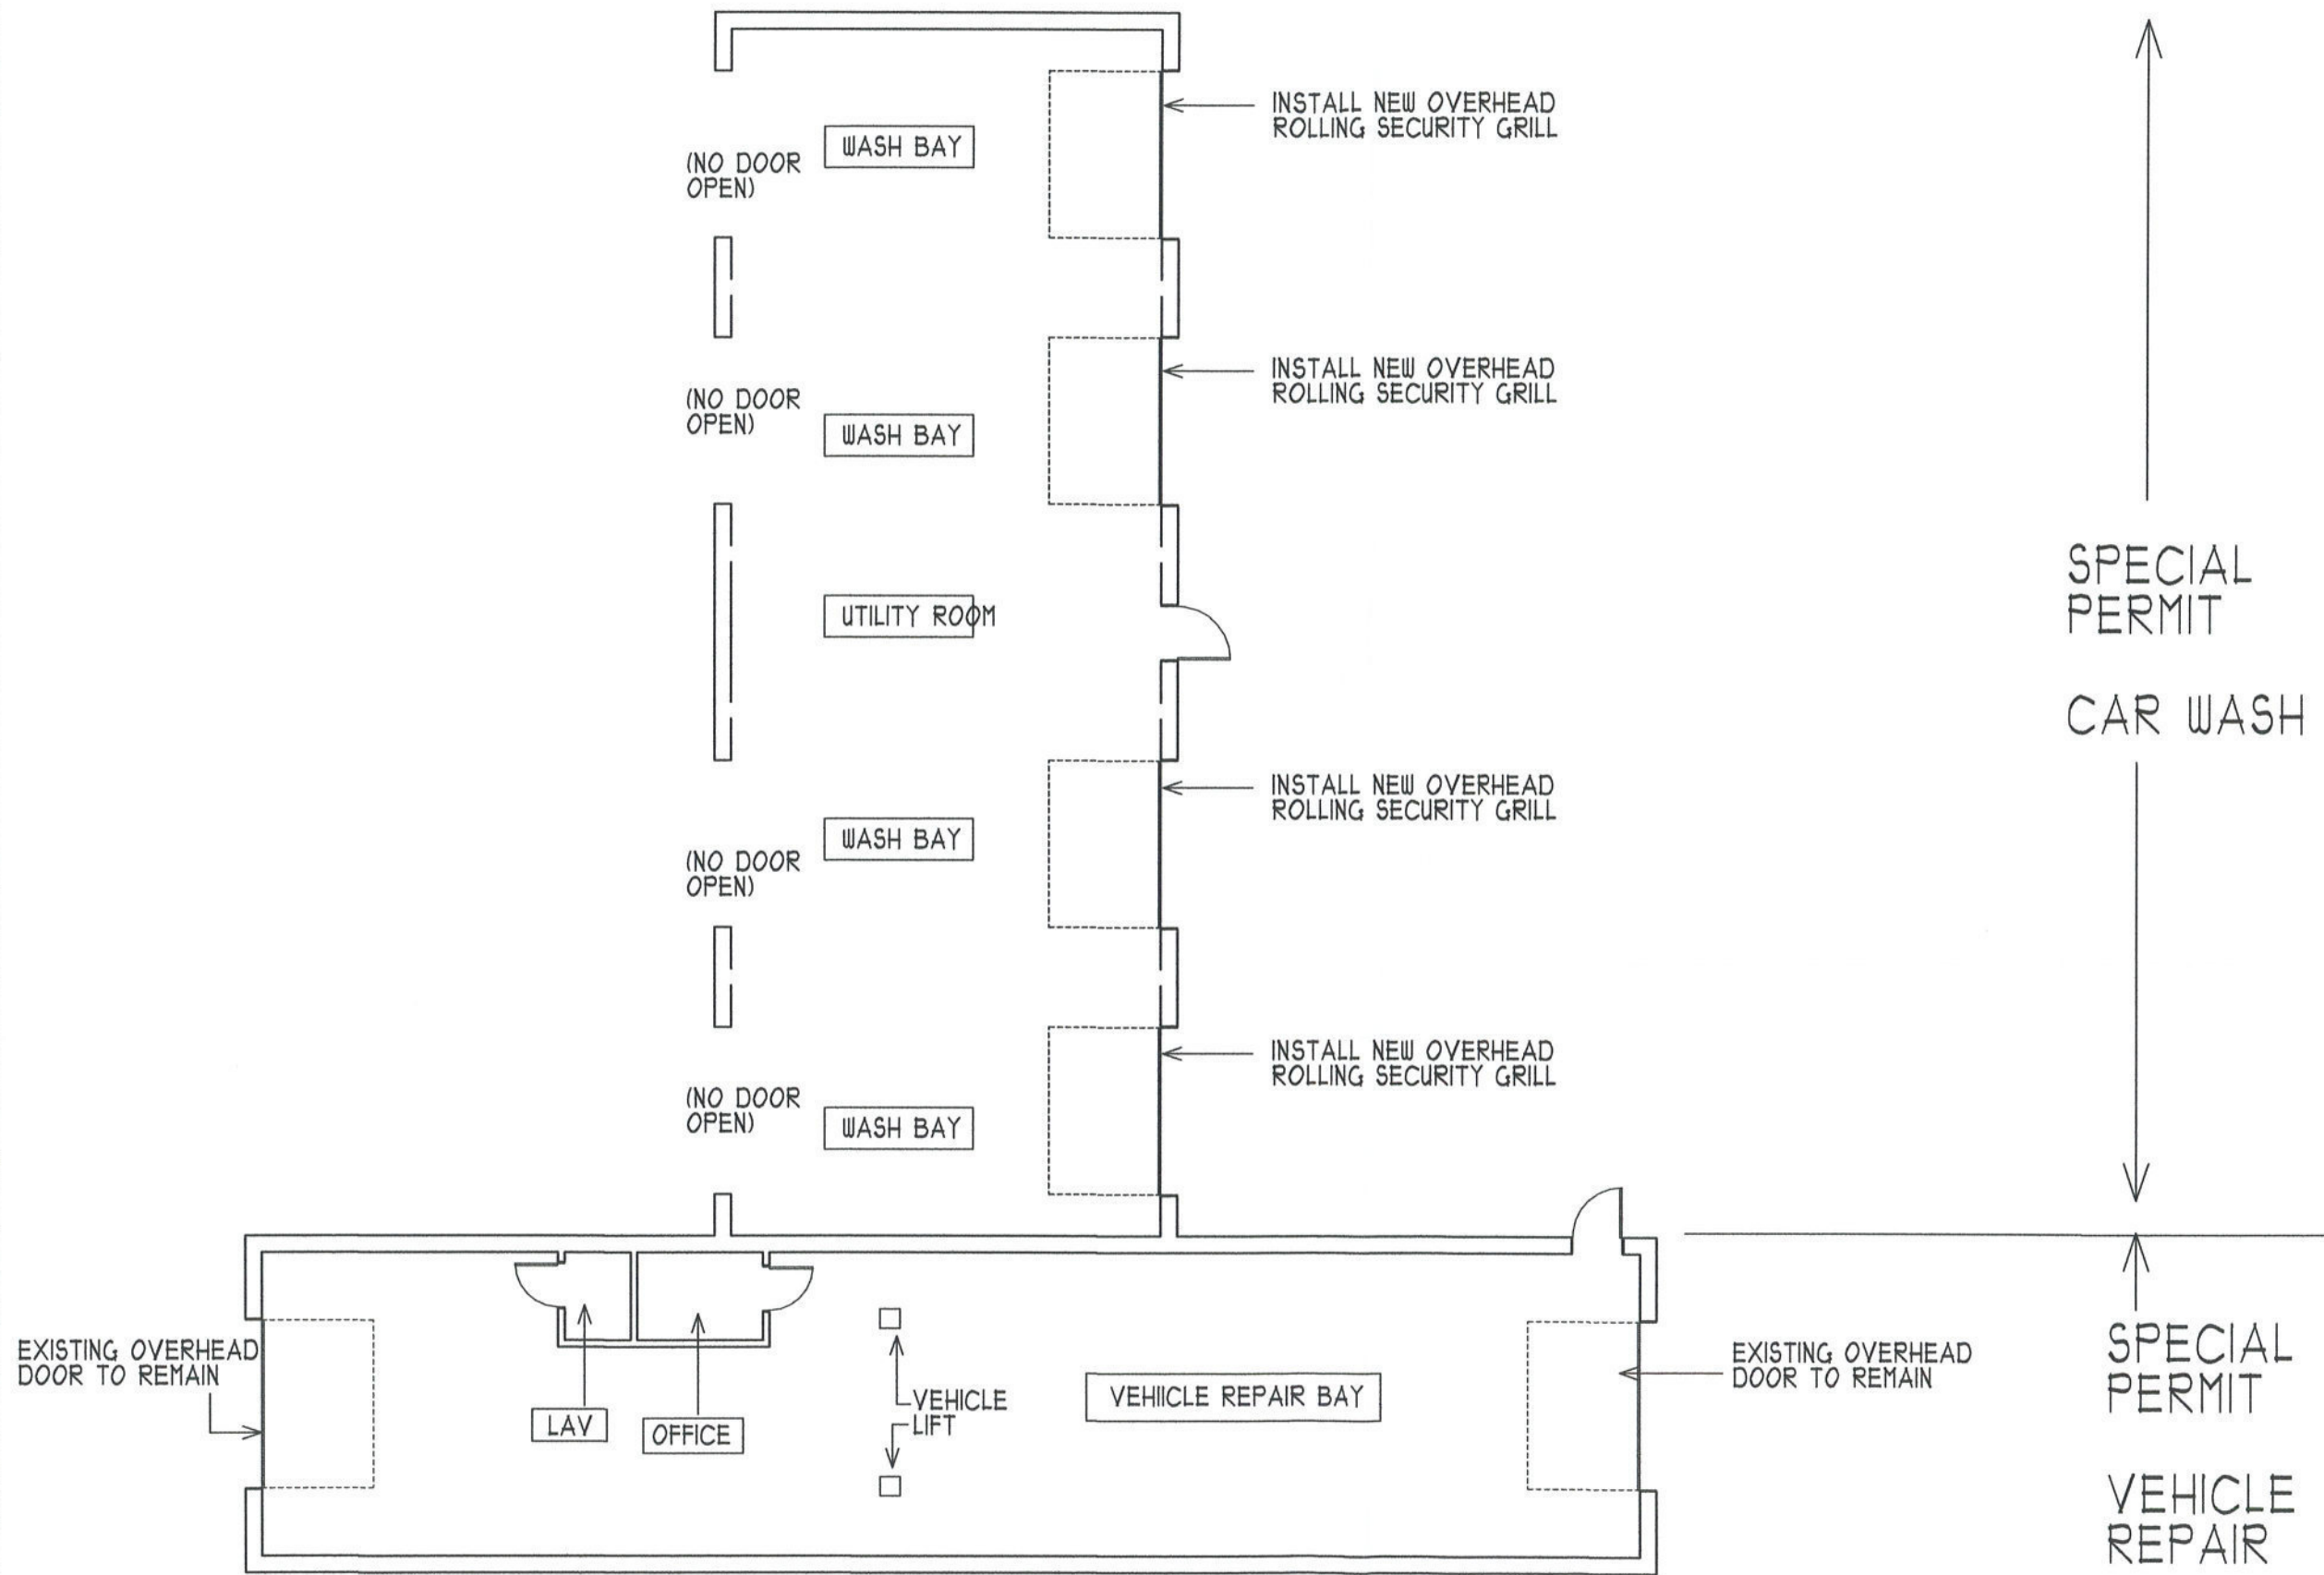 INSTALL NEW OVERHEAD
ROLLING SECURITY GRILL
WASH BAY
(NO DOOR
OPEN)
INSTALL NEW OVERHEAD
ROLLING SECURITY GRILL
(NO DOOR
OPEN)
WASH BAY
SPECIAL
PERMIT
UTILITY ROOM
CAR WASH
INSTALL NEW OVERHEAD
ROLLING SECURITY GRILL
WASH BAY
(NO DOOR
OPEN)
INSTALL NEW OVERHEAD
ROLLING SECURITY GRILL
(NO DOOR
OPEN)
WASH BAY
EXISTING OVERHEAD
DOOR TO REMAIN
LAV
OFFICE
VEHICLE
LIFT
VEHIICLE REPAIR BAY
EXISTING OVERHEAD
DOOR TO REMAIN
SPECIAL
PERMIT
VEHICLE
REPAIR